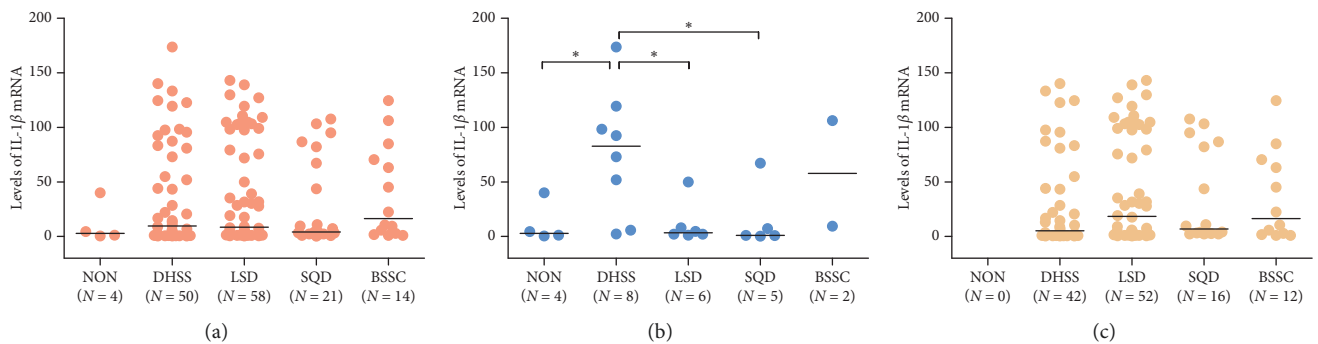 200
150
100
50
0
Levels of IL-1β mRNA
NON
(N = 4)
DHSS
(N = 50)
LSD
(N = 58)
SQD
(N = 21)
BSSC
(N = 14)
(a)
200
150
100
50
0
Levels of IL-1β mRNA
*
*
*
NON
(N = 4)
DHSS
(N = 8)
LSD
(N = 6)
SQD
(N = 5)
BSSC
(N = 2)
(b)
200
150
100
50
0
Levels of IL-1β mRNA
NON
(N = 0)
DHSS
(N = 42)
LSD
(N = 52)
SQD
(N = 16)
BSSC
(N = 12)
(c)